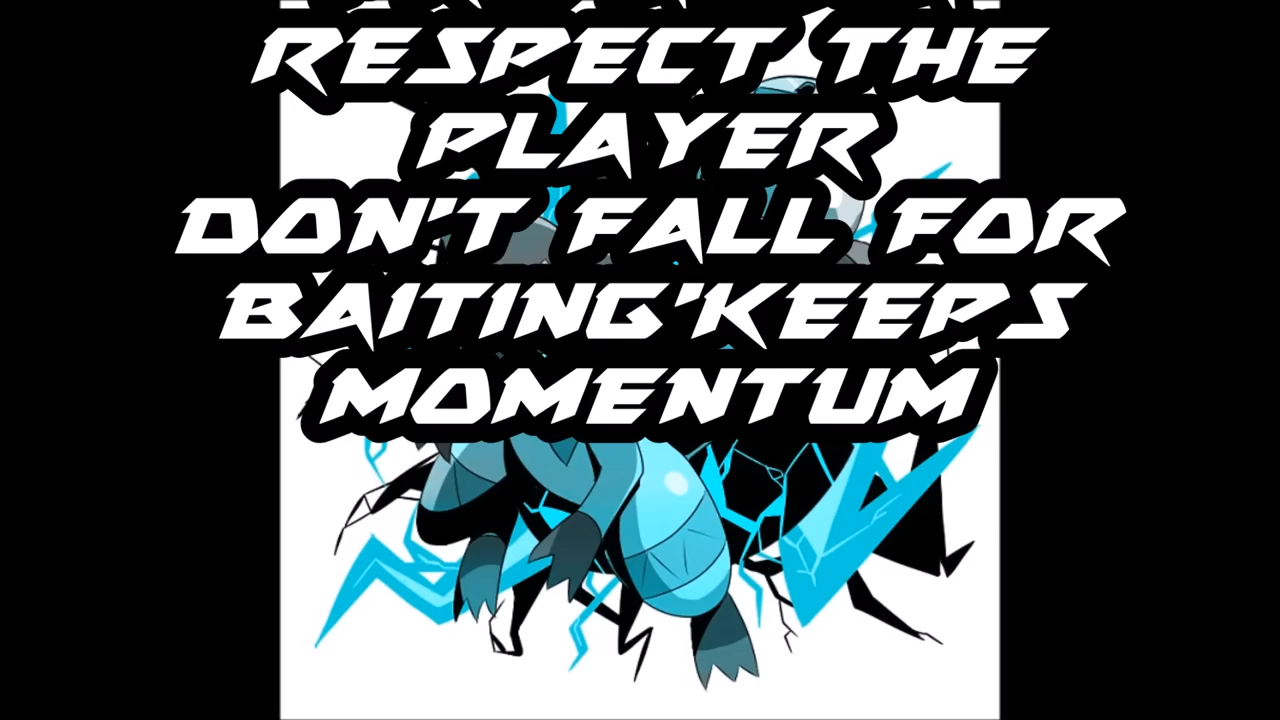 RESPECT THE
PLAYER
DON'T FALL FOR
BAITING'KEEPS
MOMENTUM